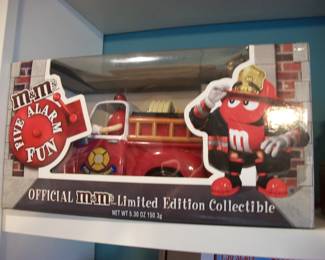 m&m's
FIVE ALARM
FUN
m
OFFICIAL m&m's Limited Edition Collectible
NET WT 5.30 OZ 150.3g